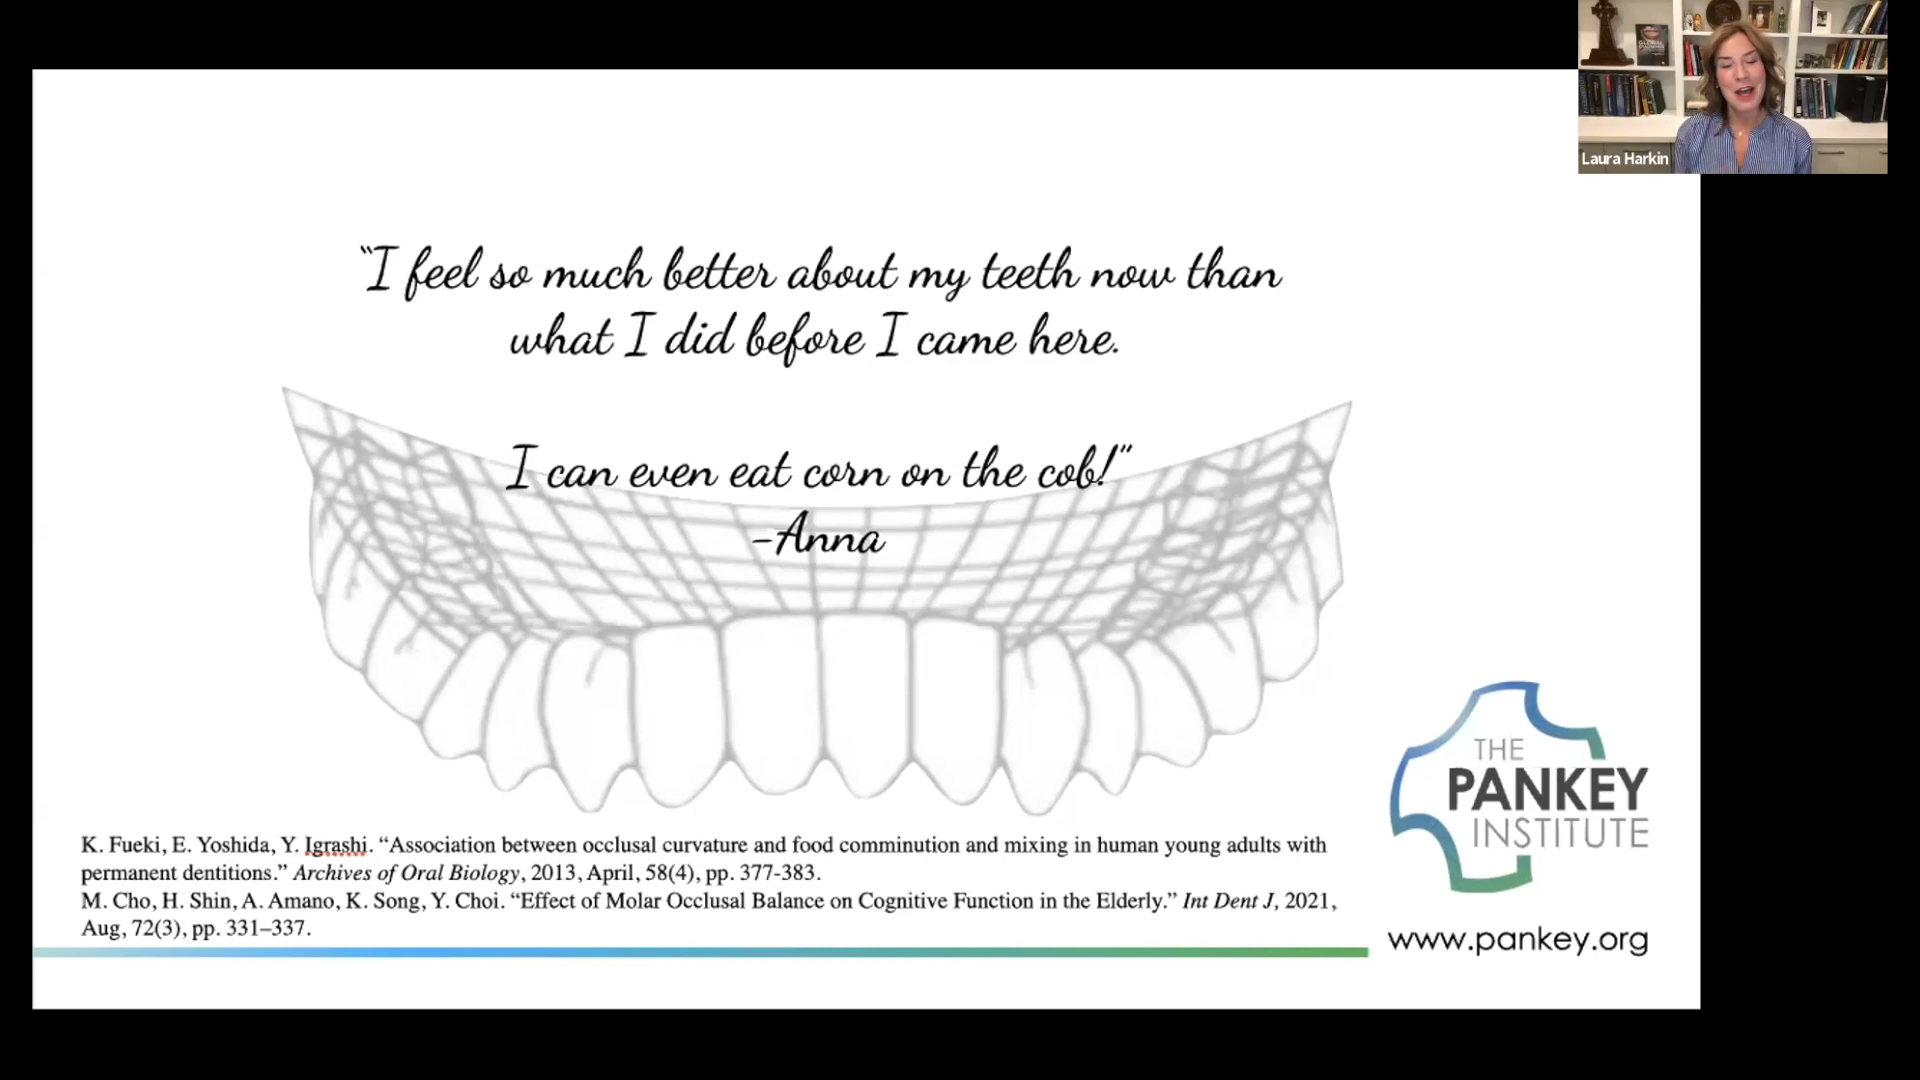 Laura Harkin
“I feel so much better about my teeth now than
what I did before I came here.
I can even eat corn on the cob!”
-Anna
K. Fueki, E. Yoshida, Y. Igrashi. “Association between occlusal curvature and food comminution and mixing in human young adults with
permanent dentitions.” Archives of Oral Biology, 2013, April, 58(4), pp. 377-383.
M. Cho, H. Shin, A. Amano, K. Song, Y. Choi. “Effect of Molar Occlusal Balance on Cognitive Function in the Elderly.” Int Dent J, 2021,
Aug, 72(3), pp. 331–337.
THE
PANKEY
INSTITUTE
www.pankey.org